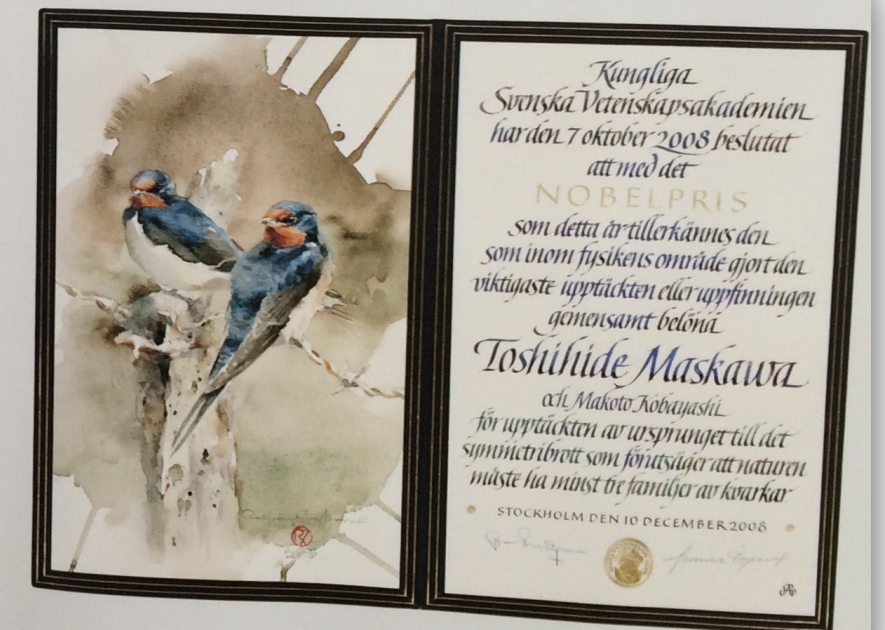 Kungliga
Svenska Vetenskapsakademien
har den 7 oktober 2008 beslutat
att med det
NOBELPRIS
som detta år tillerkännes den
som inom fysikens område gjort den
viktigaste upptäckten eller uppfinningen
gemensamt belöna
Toshihide Maskawa
och Makoto Kobayashi
för upptäckten av ursprunget till det
symmetribrott som förutsäger att naturen
måste ha minst tre familjer av kvarkar
STOCKHOLM DEN 10 DECEMBER 2008